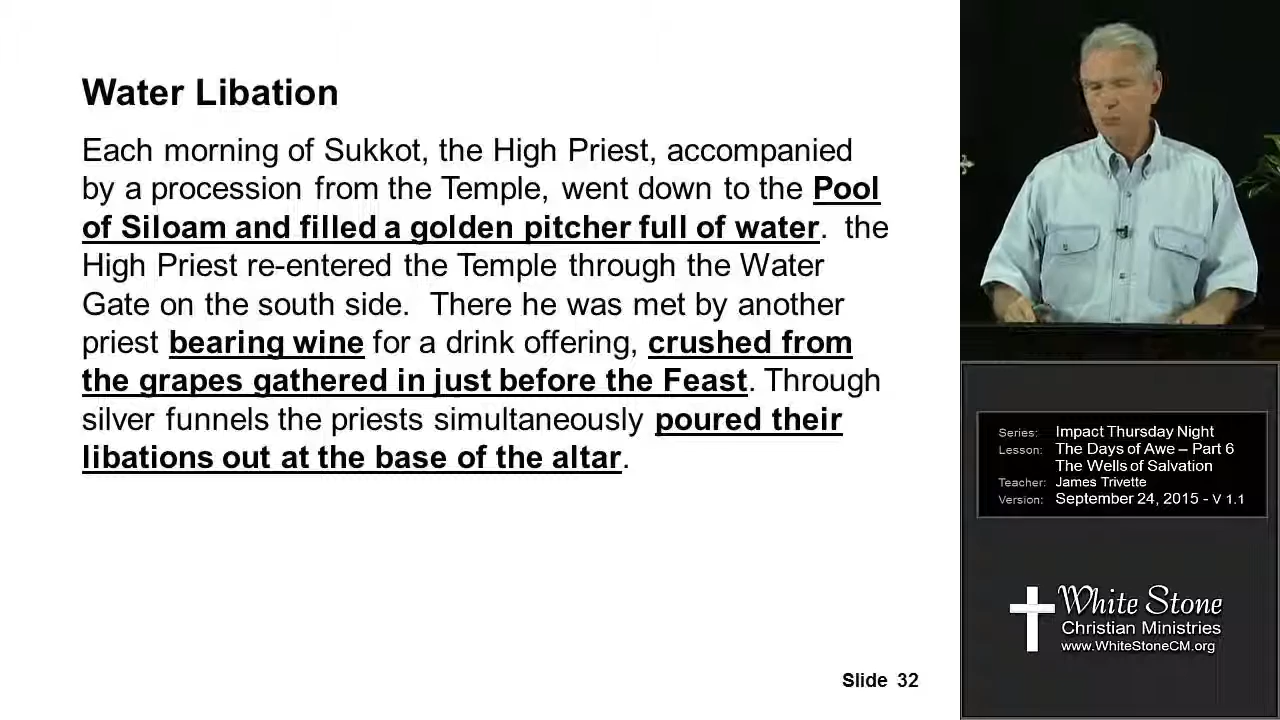 Water Libation
Each morning of Sukkot, the High Priest, accompanied
by a procession from the Temple, went down to the Pool
of Siloam and filled a golden pitcher full of water.  the
High Priest re-entered the Temple through the Water
Gate on the south side.  There he was met by another
priest bearing wine for a drink offering, crushed from
the grapes gathered in just before the Feast. Through
silver funnels the priests simultaneously poured their
libations out at the base of the altar.
Slide 32
Series: Impact Thursday Night
Lesson: The Days of Awe – Part 6
The Wells of Salvation
Teacher: James Trivette
Version: September 24, 2015 - V 1.1
White Stone
Christian Ministries
www.WhiteStoneCM.org